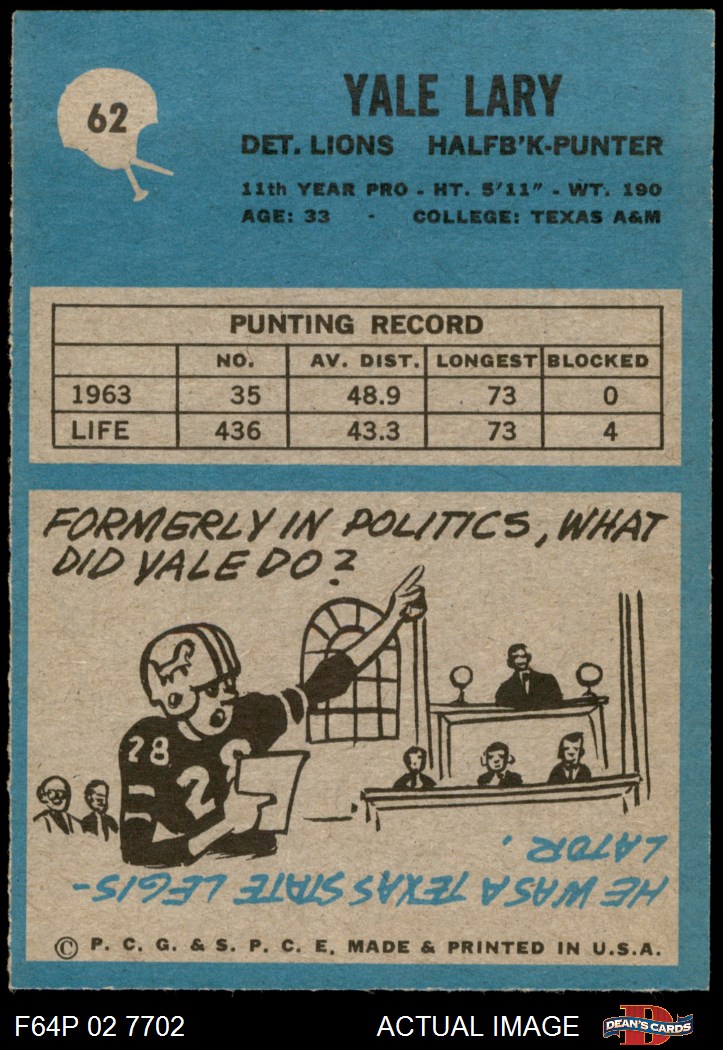 62
YALE LARY
DET. LIONS HALFB'K-PUNTER
11th YEAR PRO - HT. 5'11" - WT. 190
AGE: 33 - COLLEGE: TEXAS A&M
PUNTING RECORD
NO. AV. DIST. LONGEST BLOCKED
1963 35 48.9 73 0
LIFE 436 43.3 73 4
FORMERLY IN POLITICS, WHAT
DID YALE DO?
28
28
HE WAS A TEXAS STATE LEGIS-
LATOR.
© P. C. G. & S. P. C. E. MADE & PRINTED IN U.S.A.
F64P 02 7702 ACTUAL IMAGE
D
DEAN'S CARDS